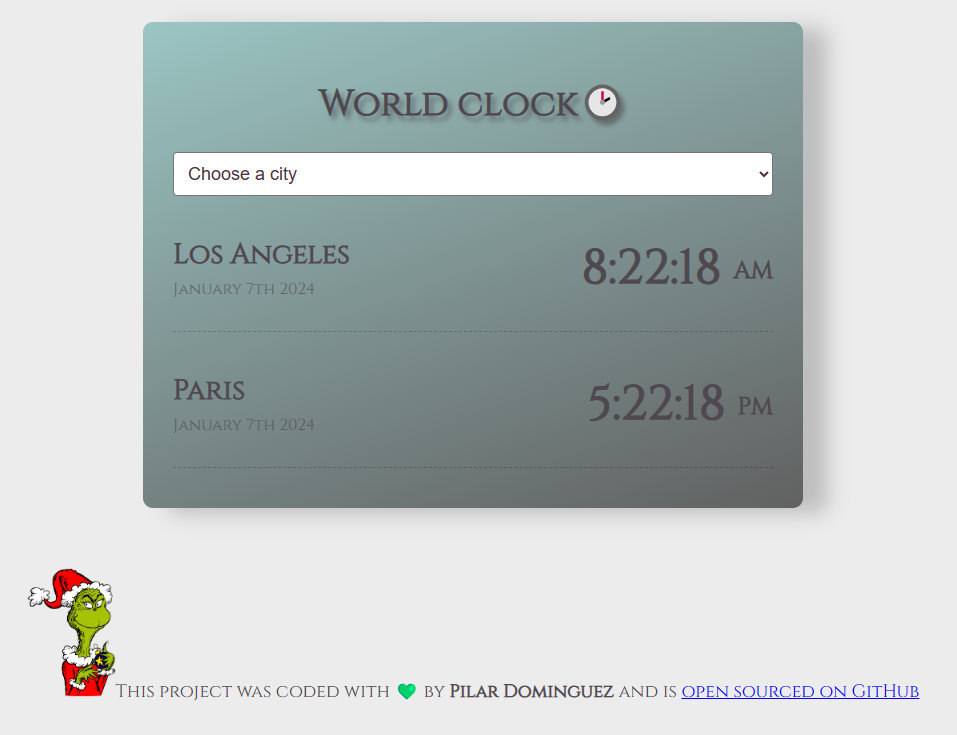 World clock
Choose a city
Los Angeles
8:22:18 AM
January 7th 2024
Paris
5:22:18 PM
January 7th 2024
This project was coded with 💚 by Pilar Dominguez and is open sourced on GitHub